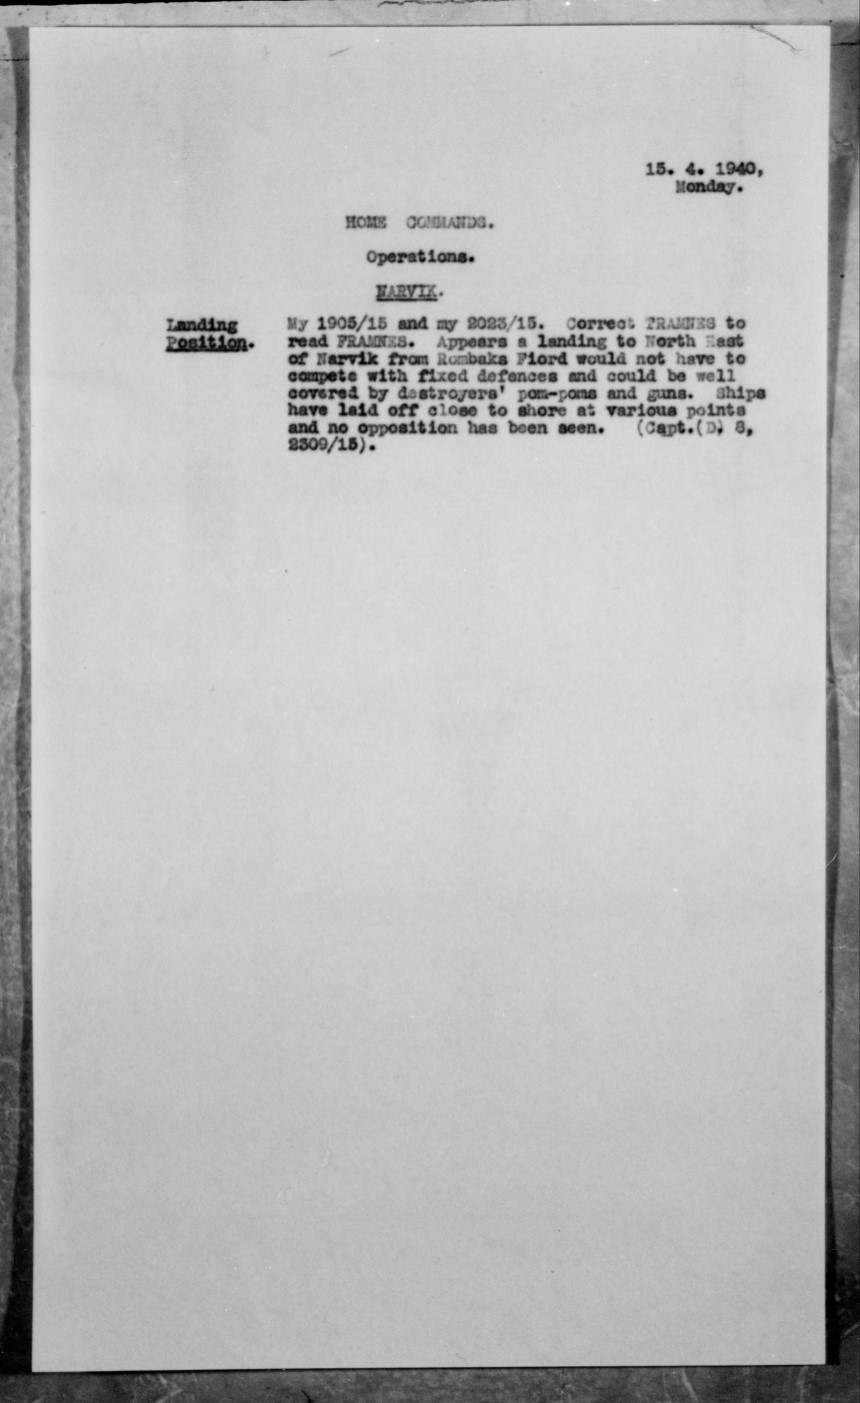 15. 4. 1940,
Monday.
HOME COMMANDS.
Operations.
NARVIK.
Landing My 1905/15 and my 2023/15. Correct TRAMNES to
Position. read FRAMNES. Appears a landing to North East
of Narvik from Rombaks Fiord would not have to
compete with fixed defences and could be well
covered by destroyers' pom-poms and guns. Ships
have laid off close to shore at various points
and no opposition has been seen. (Capt.(D) 8,
2309/15).